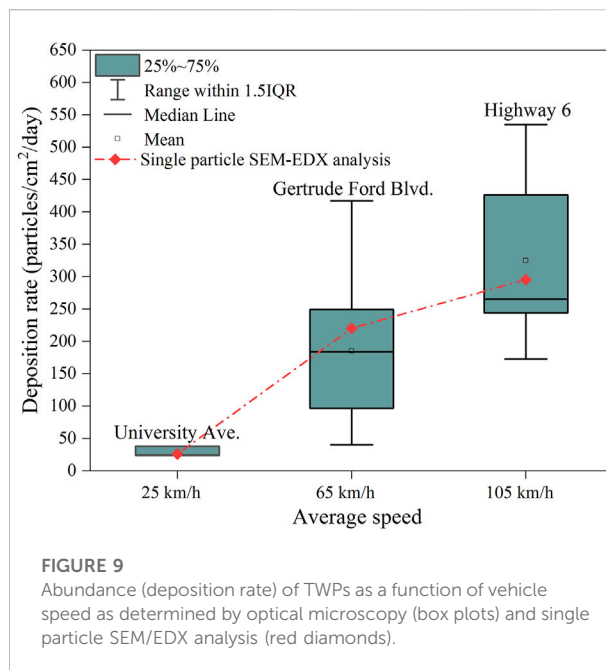 650
600
550
500
450
400
350
300
250
200
150
100
50
0
Deposition rate (particles/cm²/day)
25%~75%
Range within 1.5IQR
Median Line
Mean
Single particle SEM-EDX analysis
Highway 6
Gertrude Ford Blvd.
University Ave.
25 km/h 65 km/h 105 km/h
Average speed
FIGURE 9
Abundance (deposition rate) of TWPs as a function of vehicle
speed as determined by optical microscopy (box plots) and single
particle SEM/EDX analysis (red diamonds).